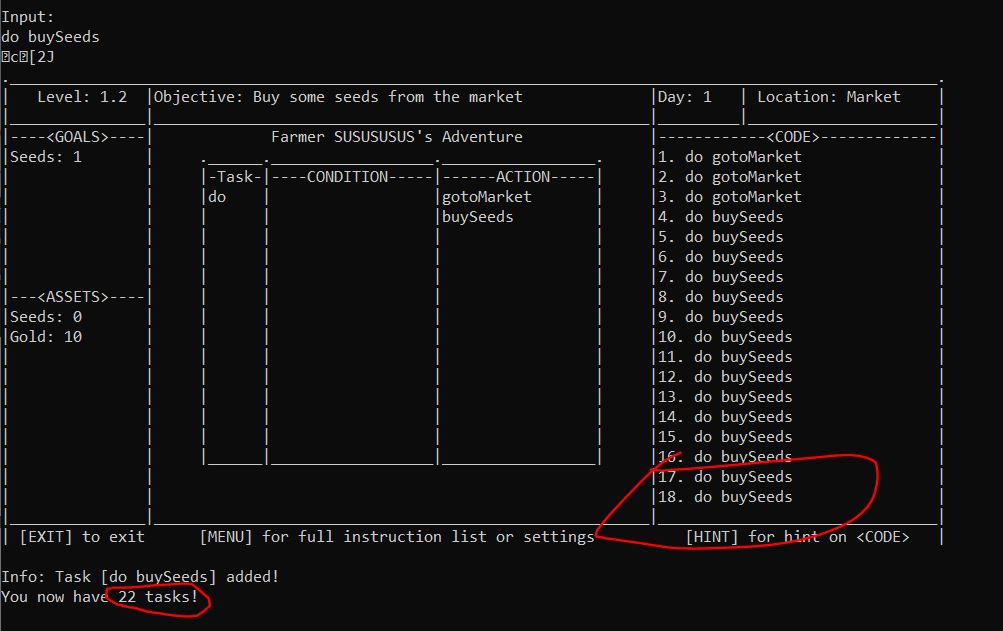 Input:
do buySeeds
c[2J
Level: 1.2 |Objective: Buy some seeds from the market |Day: 1 | Location: Market
----<GOALS>---- Farmer SUSUSUSUS's Adventure ------------<CODE>-------------
Seeds: 1 1. do gotoMarket
-Task-|----CONDITION-----|------ACTION----- 2. do gotoMarket
do gotoMarket 3. do gotoMarket
buySeeds 4. do buySeeds
5. do buySeeds
6. do buySeeds
7. do buySeeds
---<ASSETS>---- 8. do buySeeds
Seeds: 0 9. do buySeeds
Gold: 10 10. do buySeeds
11. do buySeeds
12. do buySeeds
13. do buySeeds
14. do buySeeds
15. do buySeeds
16. do buySeeds
17. do buySeeds
18. do buySeeds
[EXIT] to exit [MENU] for full instruction list or settings [HINT] for hint on <CODE>
Info: Task [do buySeeds] added!
You now have 22 tasks!